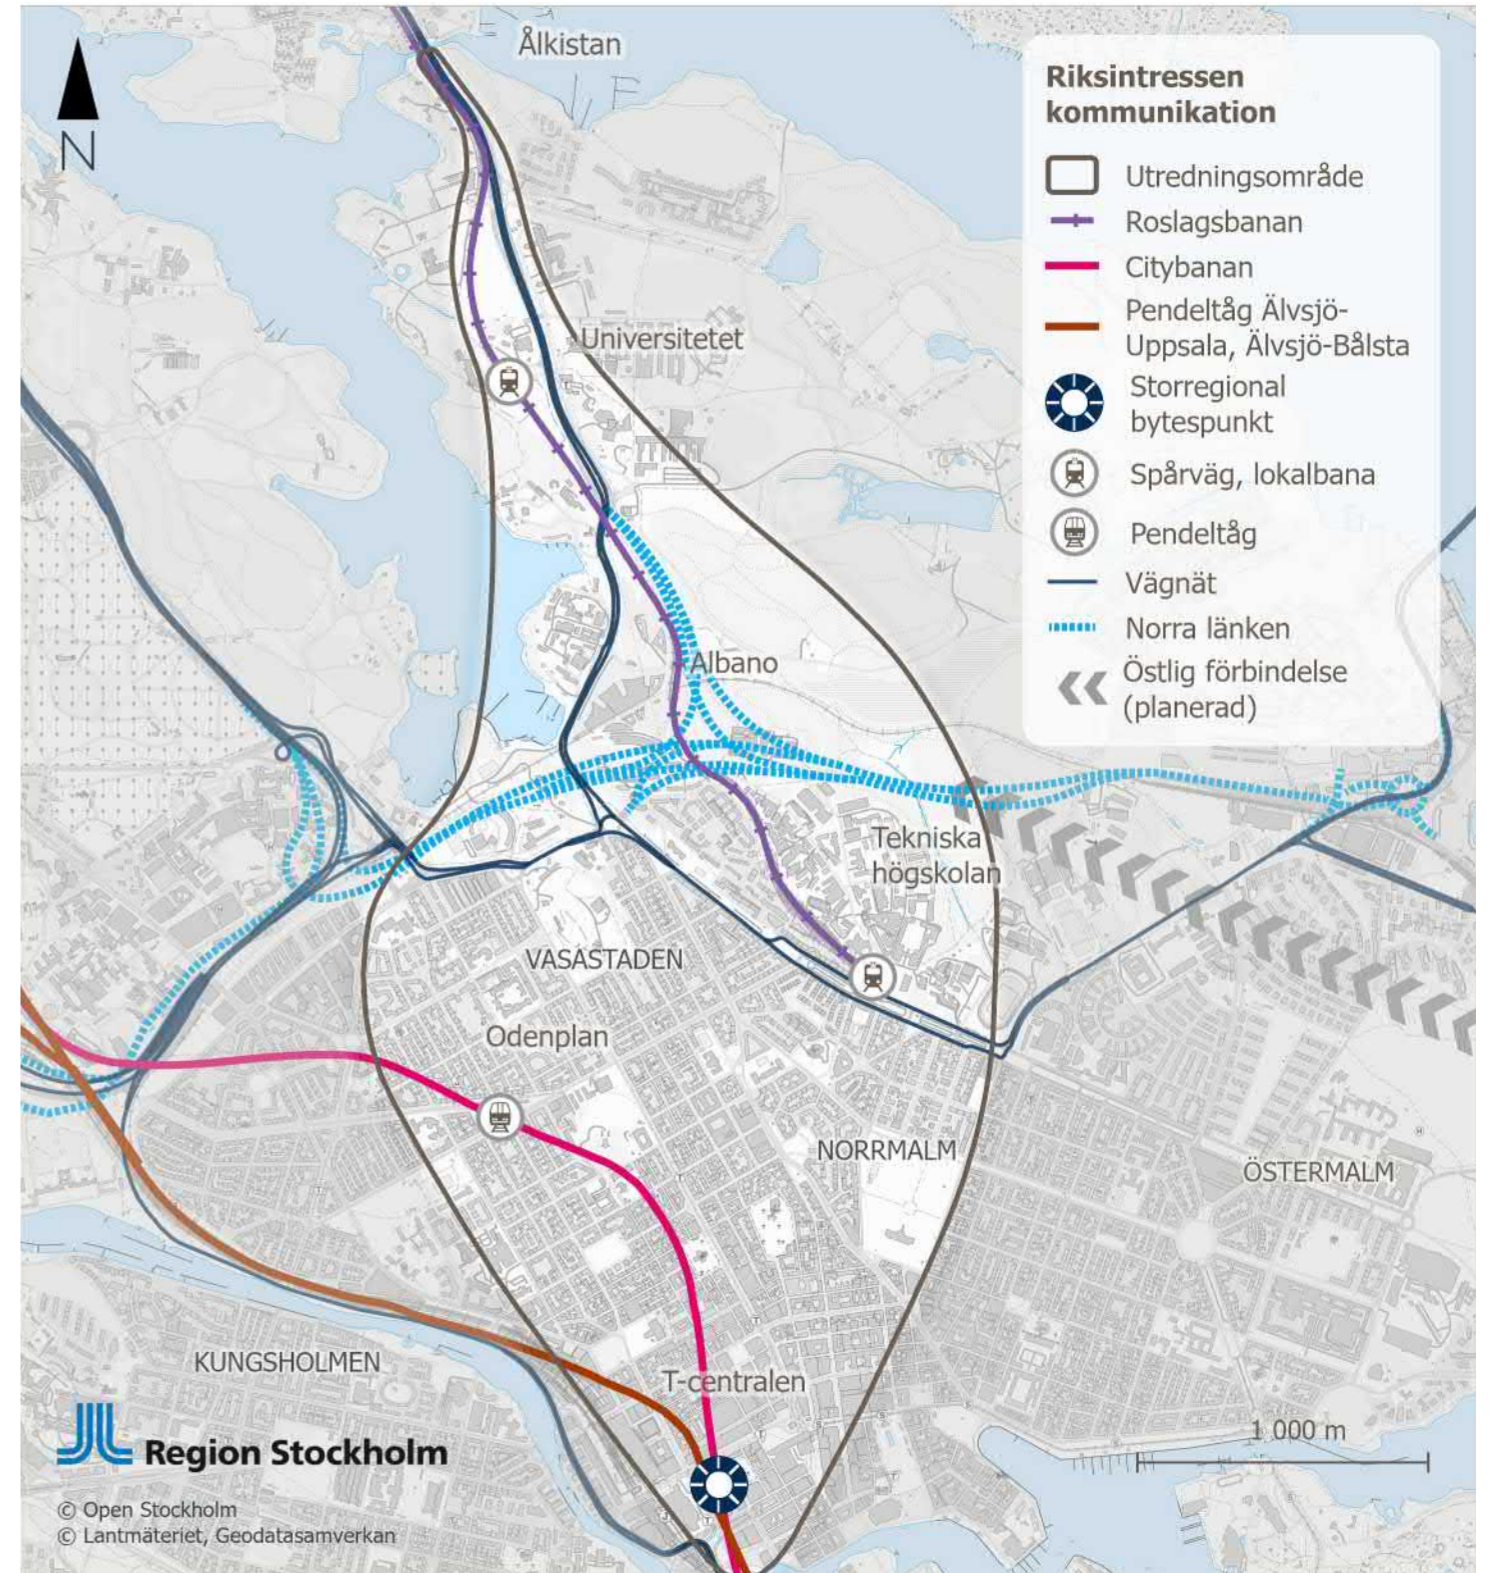 Ålkistan
N
Riksintressen
kommunikation
Utredningsområde
Roslagsbanan
Citybanan
Pendeltåg Älvsjö-
Uppsala, Älvsjö-Bålsta
Storregional
bytespunkt
Spårväg, lokalbana
Pendeltåg
Vägnät
Norra länken
Östlig förbindelse
(planerad)
Universitetet
Albano
Tekniska
högskolan
VASASTADEN
Odenplan
NORRMALM
ÖSTERMALM
KUNGSHOLMEN
T-centralen
1 000 m
Region Stockholm
© Open Stockholm
© Lantmäteriet, Geodatasamverkan